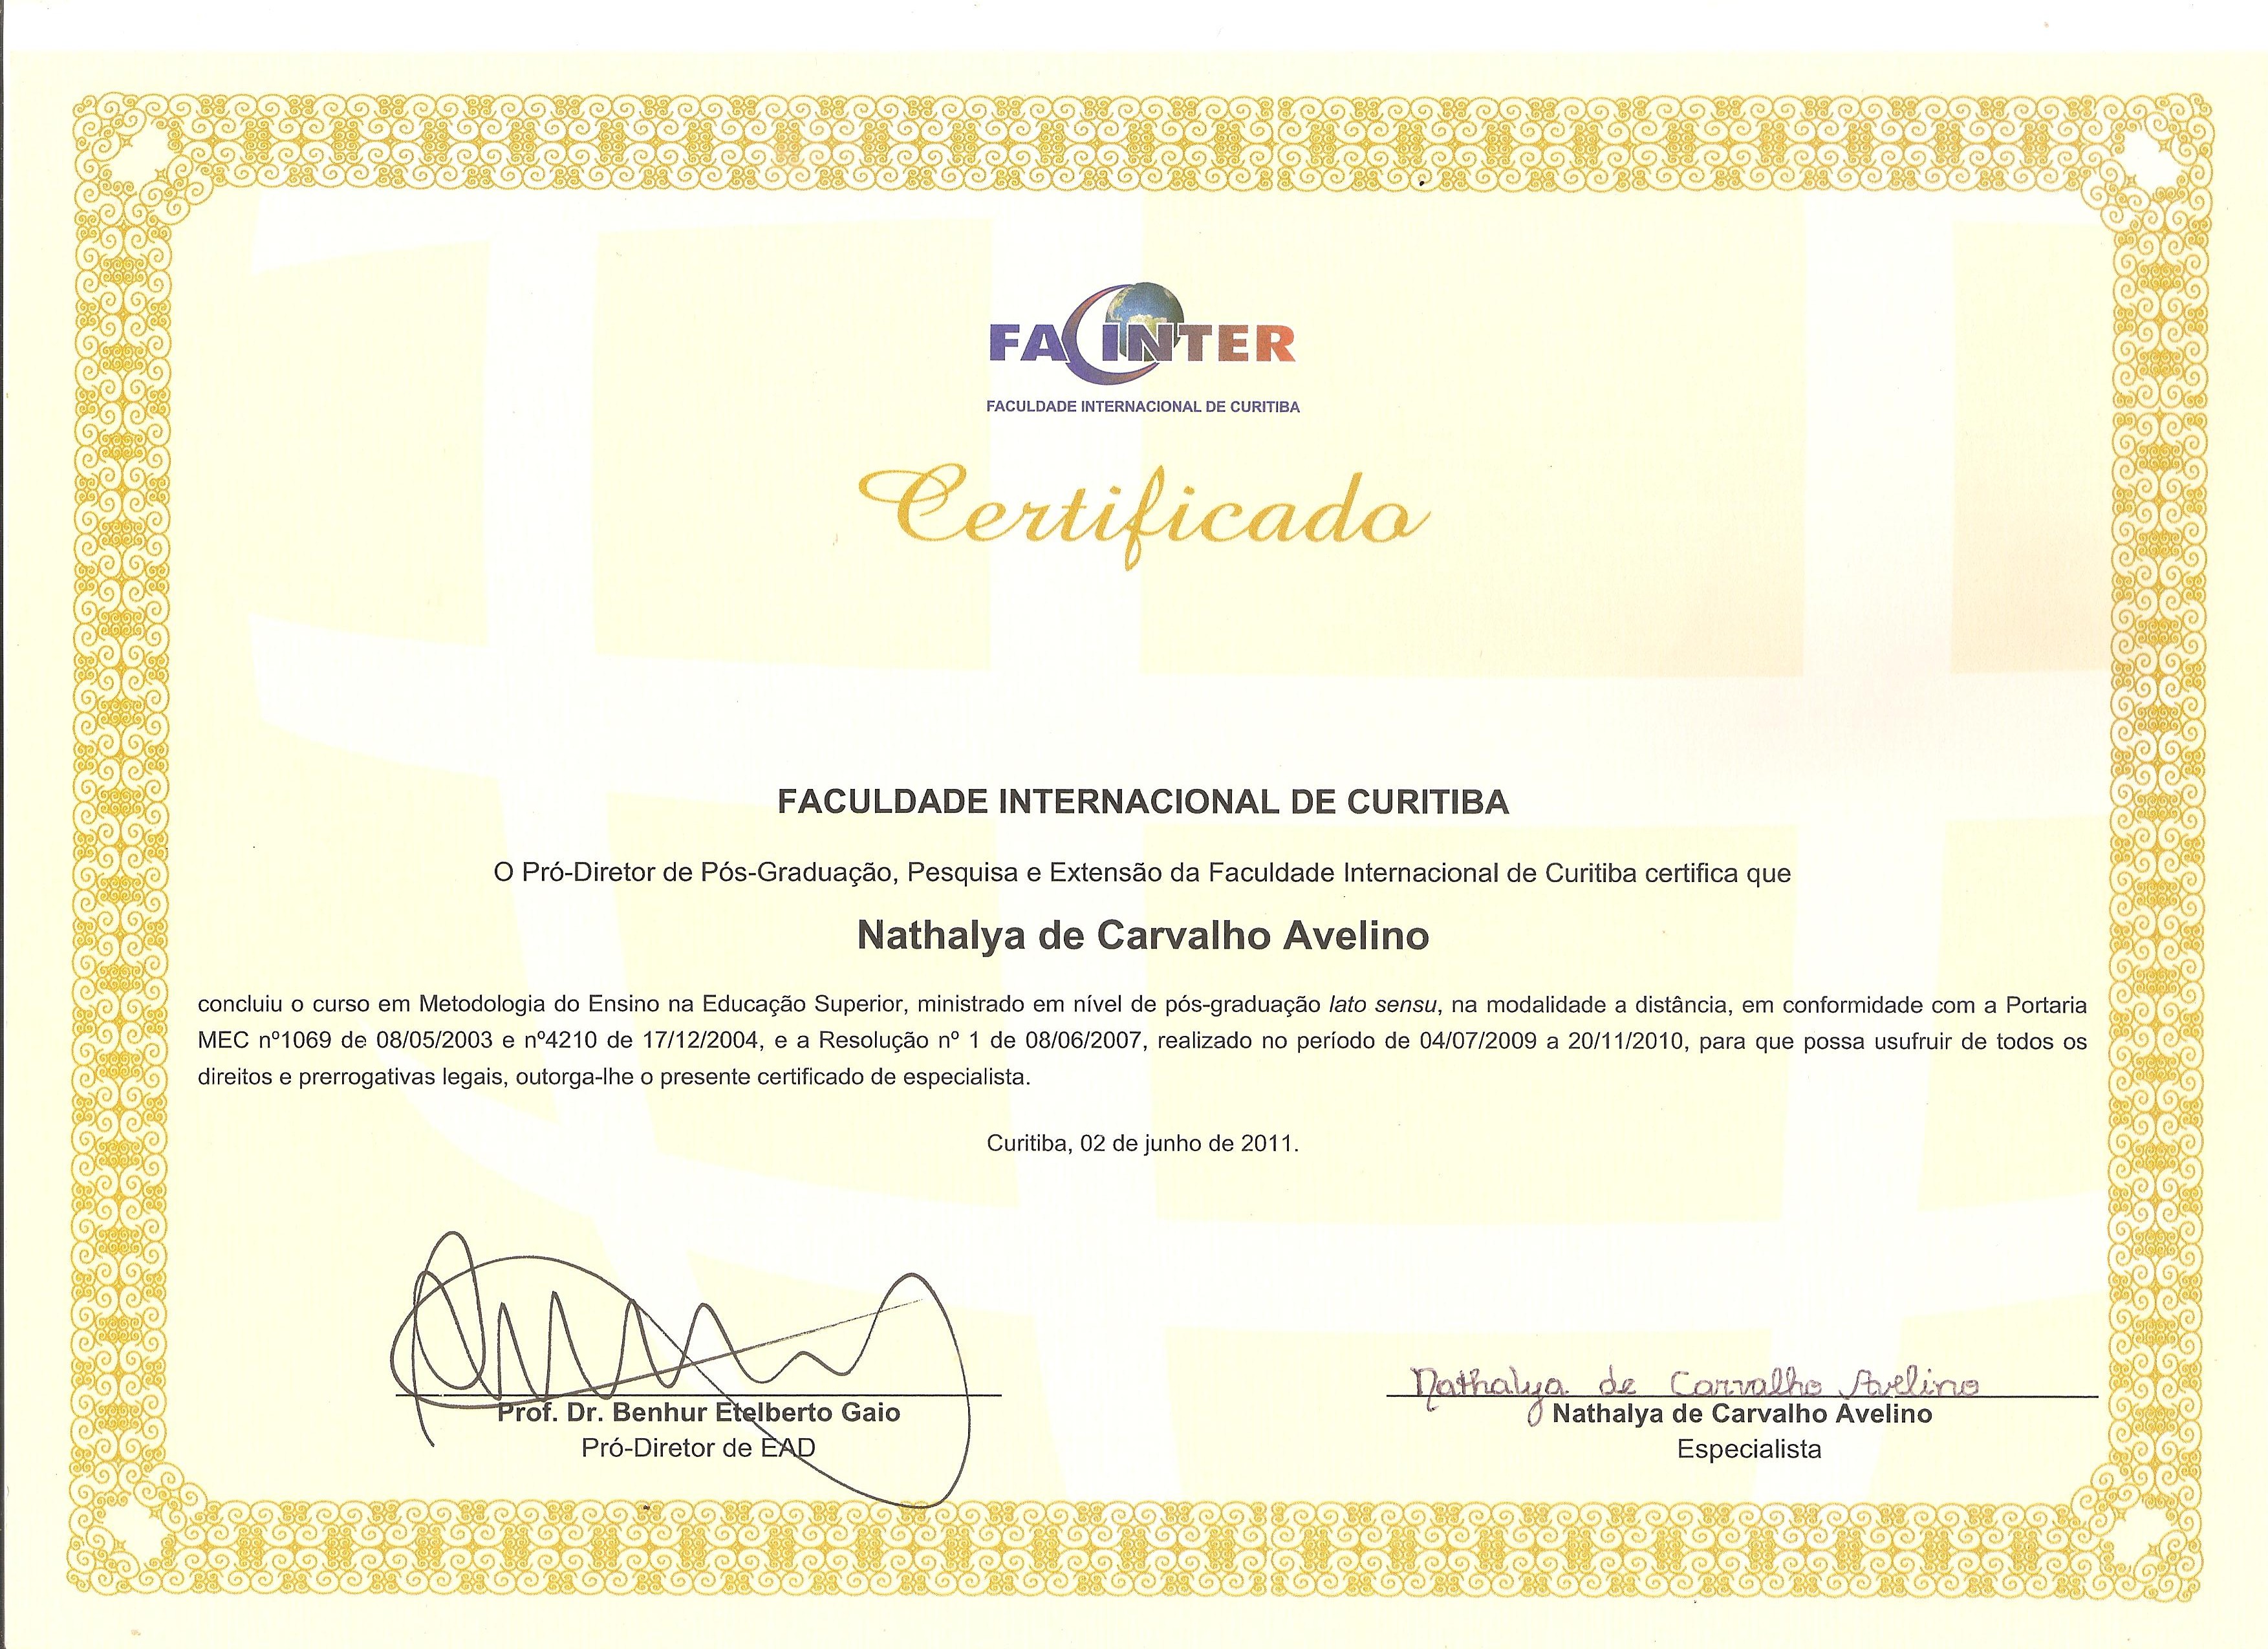 FACINTER
FACULDADE INTERNACIONAL DE CURITIBA
Certificado
FACULDADE INTERNACIONAL DE CURITIBA
O Pró-Diretor de Pós-Graduação, Pesquisa e Extensão da Faculdade Internacional de Curitiba certifica que
Nathalya de Carvalho Avelino
concluiu o curso em Metodologia do Ensino na Educação Superior, ministrado em nível de pós-graduação lato sensu, na modalidade a distância, em conformidade com a Portaria
MEC nº1069 de 08/05/2003 e nº4210 de 17/12/2004, e a Resolução nº 1 de 08/06/2007, realizado no período de 04/07/2009 a 20/11/2010, para que possa usufruir de todos os
direitos e prerrogativas legais, outorga-lhe o presente certificado de especialista.
Curitiba, 02 de junho de 2011.
Nathalya de Carvalho Avelino
Prof. Dr. Benhur Etelberto Gaio
Pró-Diretor de EAD
Nathalya de Carvalho Avelino
Especialista